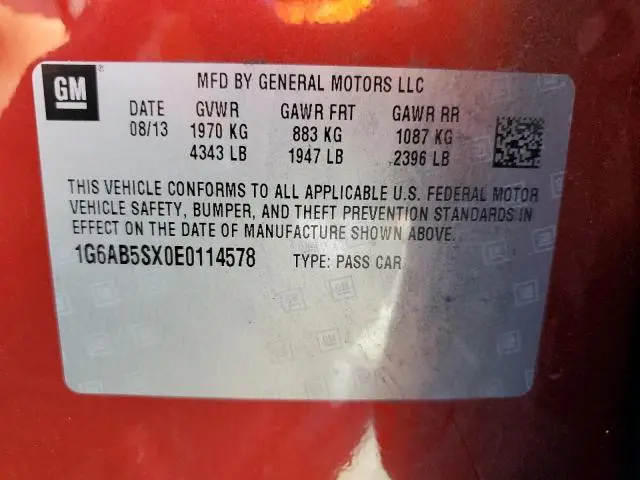 GM
MFD BY GENERAL MOTORS LLC
DATE GVWR GAWR FRT GAWR RR
08/13 1970 KG 883 KG 1087 KG
4343 LB 1947 LB 2396 LB
THIS VEHICLE CONFORMS TO ALL APPLICABLE U.S. FEDERAL MOTOR
VEHICLE SAFETY, BUMPER, AND THEFT PREVENTION STANDARDS IN
EFFECT ON THE DATE OF MANUFACTURE SHOWN ABOVE.
1G6AB5SX0E0114578 TYPE: PASS CAR